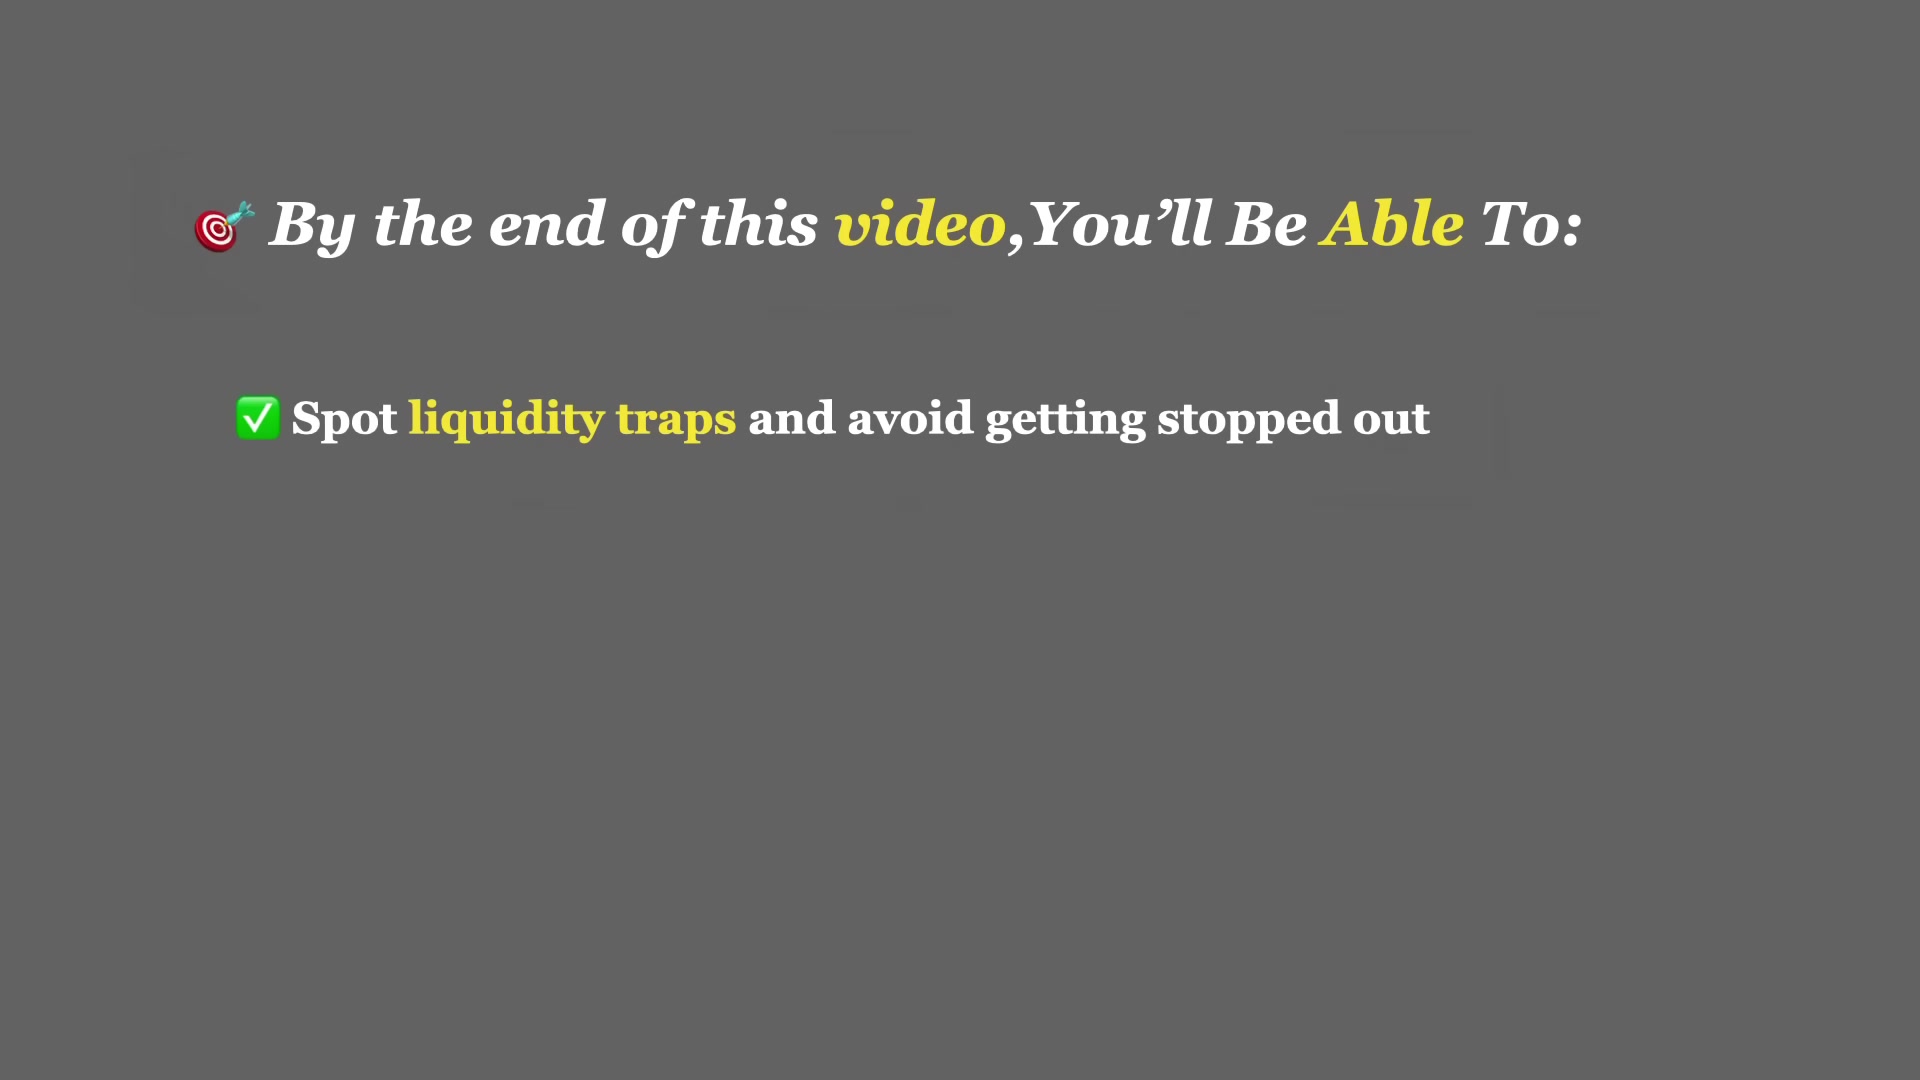 🎯 By the end of this video,You’ll Be Able To:
✅ Spot liquidity traps and avoid getting stopped out